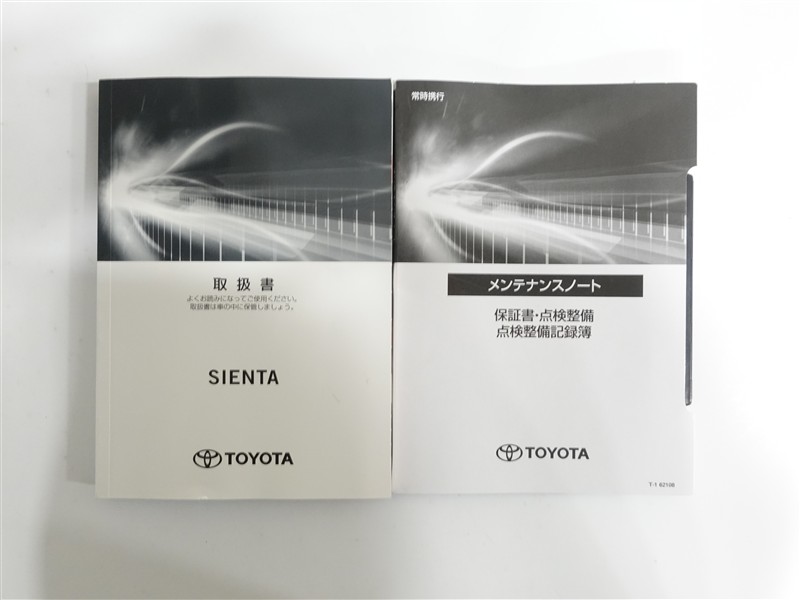 取扱書
よくお読みになってご使用ください。
取扱書は車の中に保管しましょう。
SIENTA
TOYOTA
常時携行
メンテナンスノート
保証書・点検整備
点検整備記録簿
TOYOTA
T-1 62108